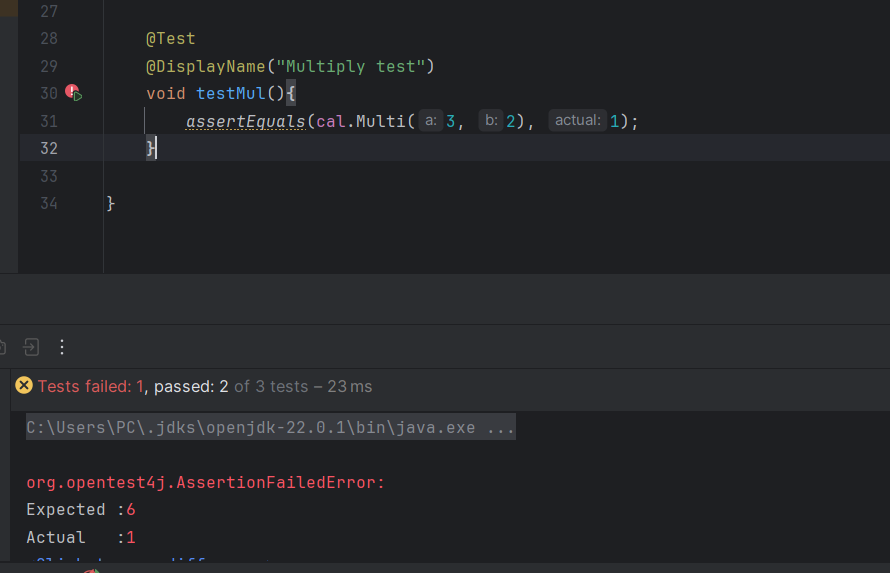 27
28 @Test
29 @DisplayName("Multiply test")
30 void testMul(){
31 assertEquals(cal.Multi( a: 3, b: 2), actual: 1);
32 }
33
34 }
Tests failed: 1, passed: 2 of 3 tests – 23 ms
C:\Users\PC\.jdks\openjdk-22.0.1\bin\java.exe ...
org.opentest4j.AssertionFailedError:
Expected :6
Actual   :1